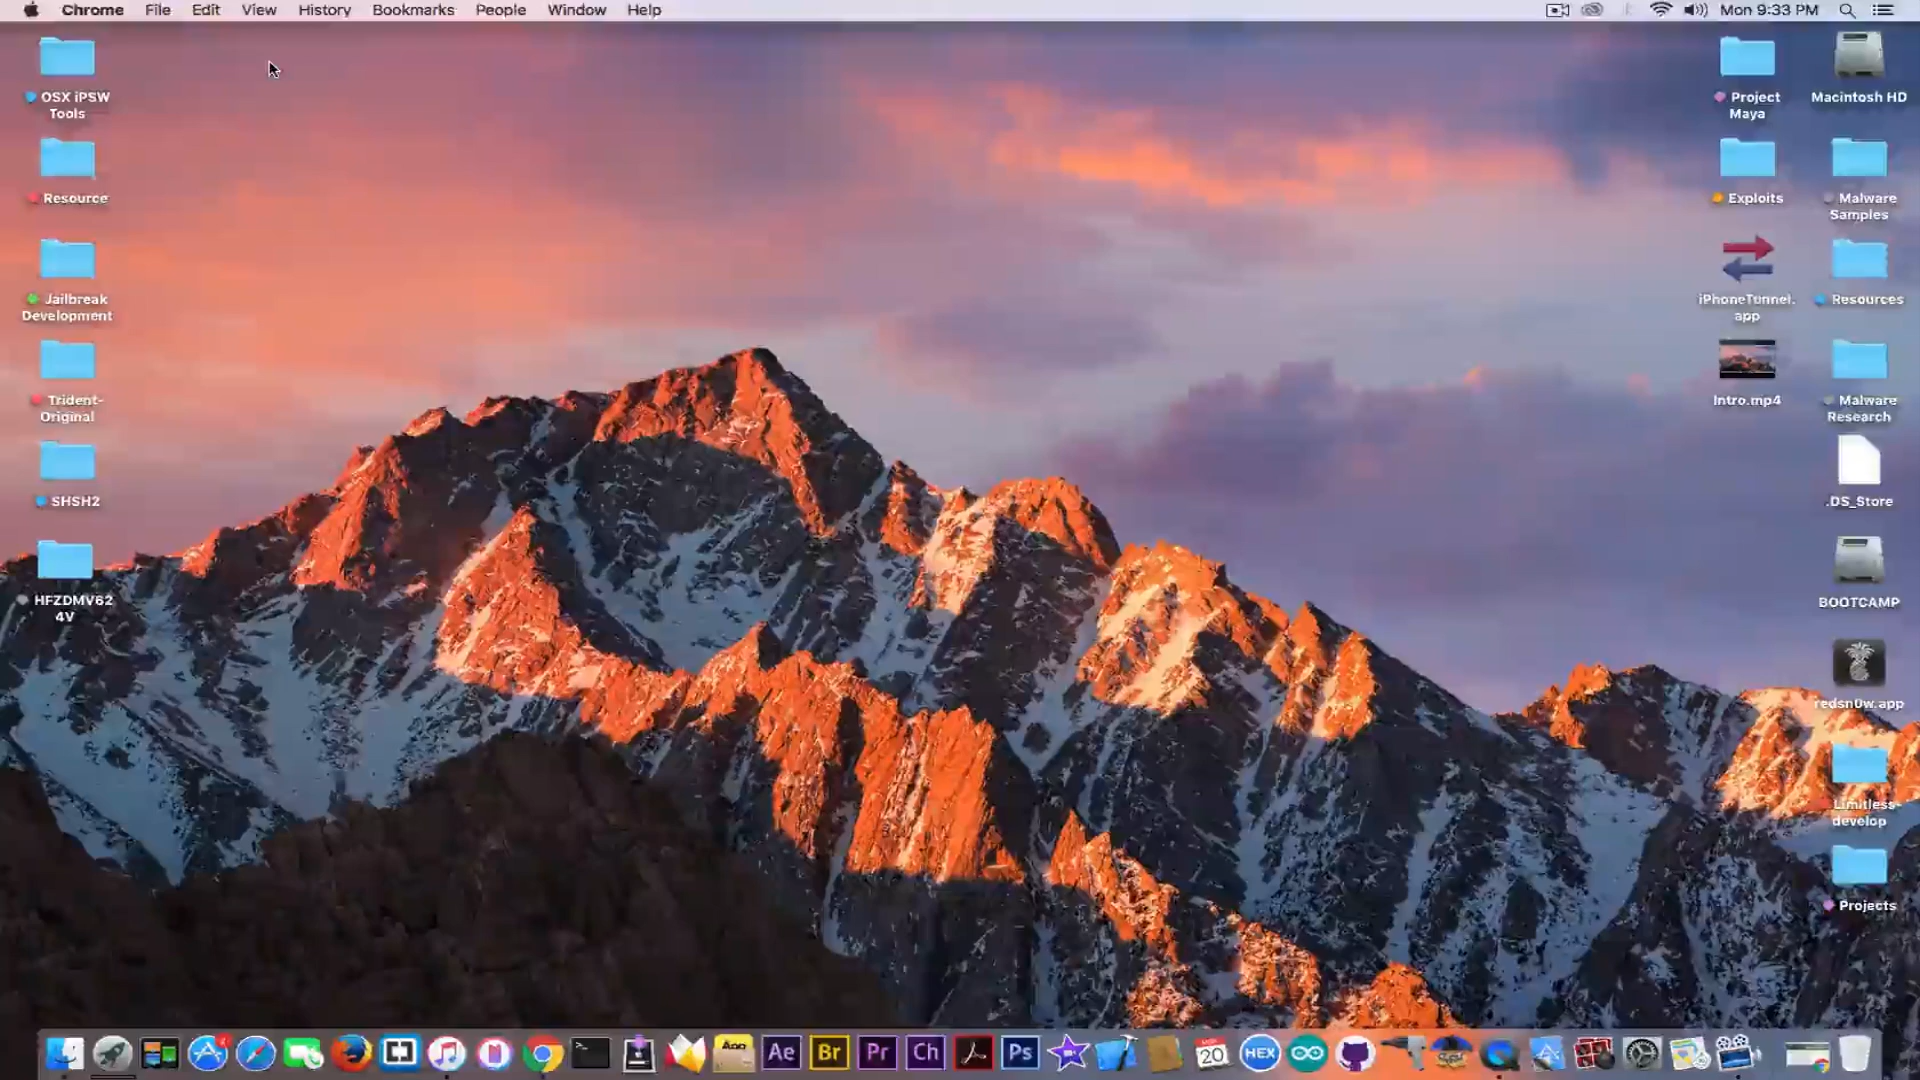 Chrome File Edit View History Bookmarks People Window Help Mon 9:33 PM
OSX iPSW
Tools
Resource
Jailbreak
Development
Trident-
Original
SHSH2
HFZDMV62
4V
Project
Maya
Exploits
iPhoneTunnel.
app
Intro.mp4
Macintosh HD
Malware
Samples
Resources
Malware
Research
.DS_Store
BOOTCAMP
redsn0w.app
Limitless-
develop
Projects
App Ae Br Pr Ch Ps 20 HEX